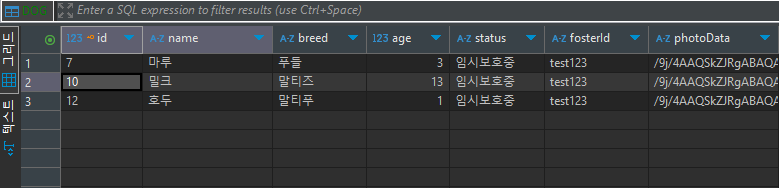 DOG Enter a SQL expression to filter results (use Ctrl+Space)
그리드
텍스트
123 id A-Z name A-Z breed 123 age A-Z status A-Z fosterId A-Z photoData
1 7 마루 푸들 3 임시보호중 test123 /9j/4AAQSkZJRgABAQA
2 10 밀크 말티즈 13 임시보호중 test123 /9j/4AAQSkZJRgABAQA
3 12 호두 말티푸 1 임시보호중 test123 /9j/4AAQSkZJRgABAQA